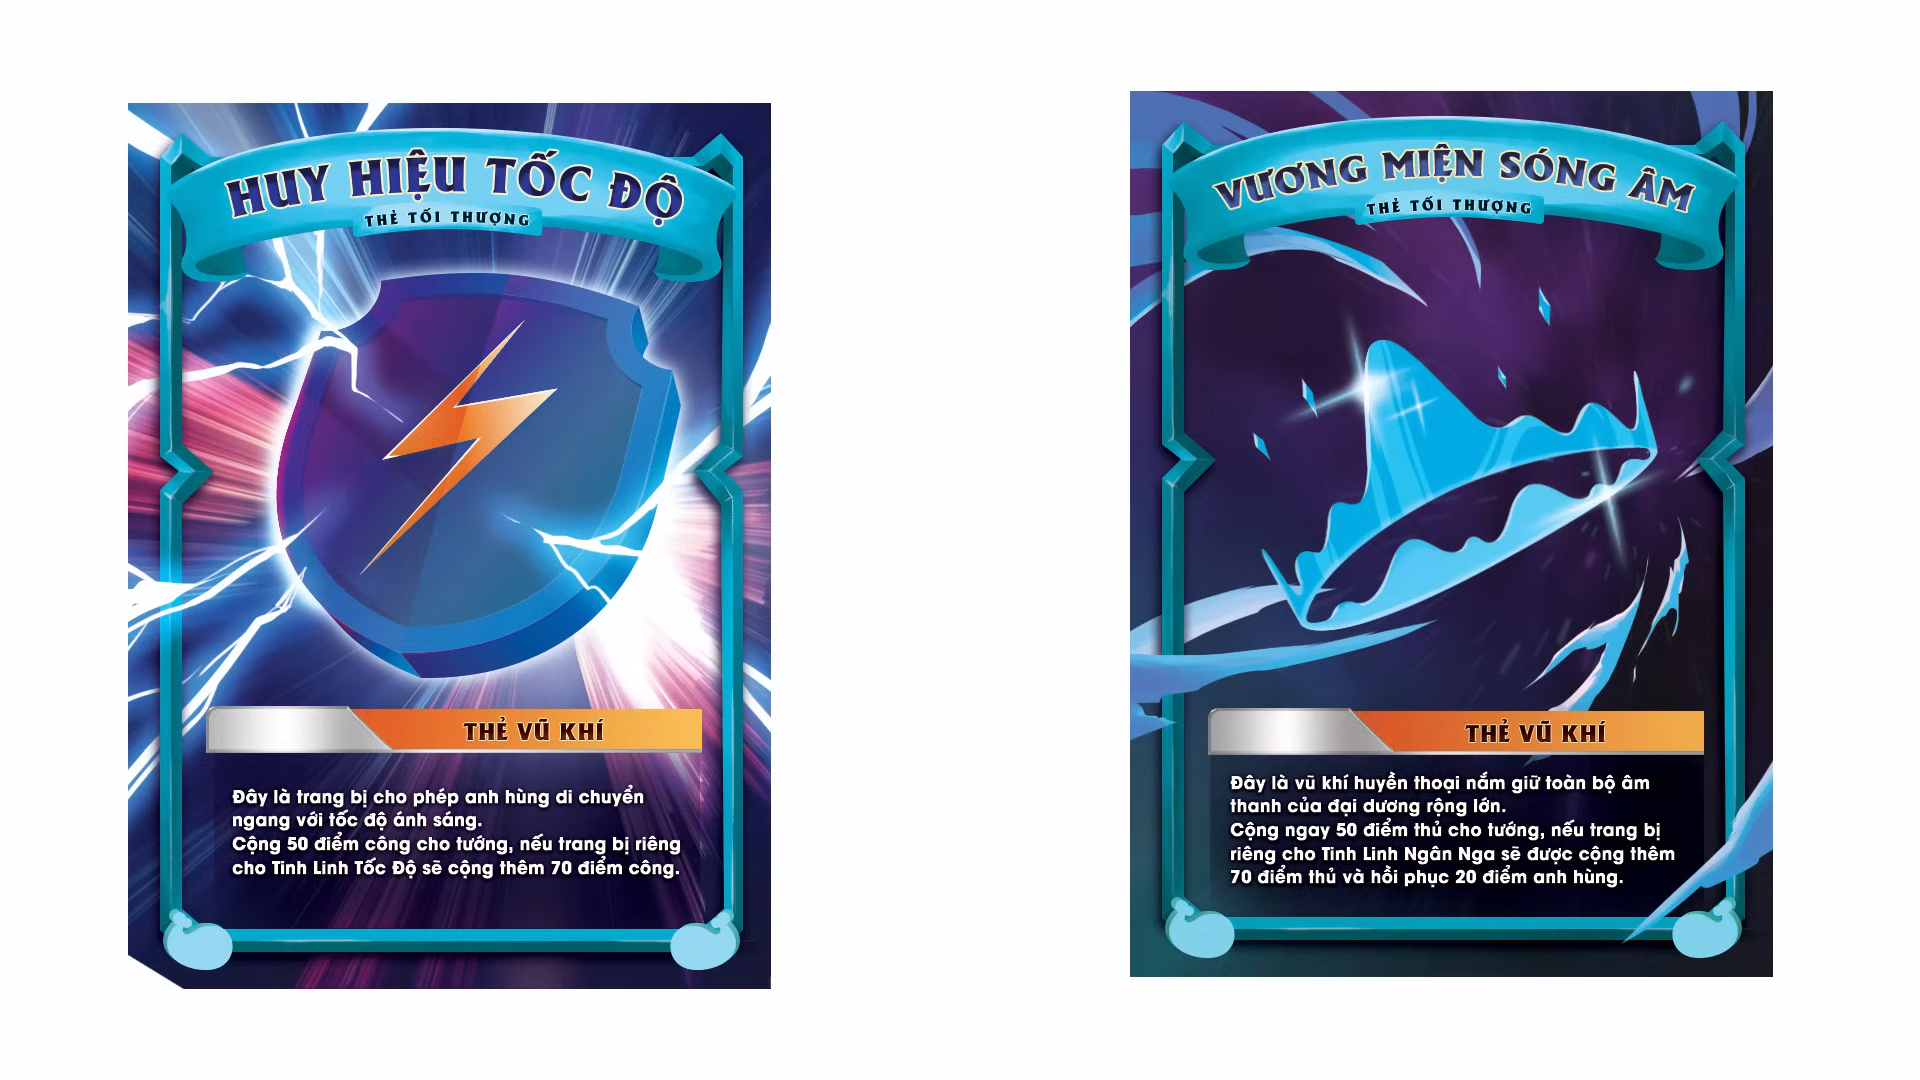 HUY HIỆU TỐC ĐỘ
THẺ TỐI THƯỢNG
THẺ VŨ KHÍ
Đây là trang bị cho phép anh hùng di chuyển
ngang với tốc độ ánh sáng.
Cộng 50 điểm công cho tướng, nếu trang bị riêng
cho Tinh Linh Tốc Độ sẽ cộng thêm 70 điểm công.
VƯƠNG MIỆN SÓNG ÂM
THẺ TỐI THƯỢNG
THẺ VŨ KHÍ
Đây là vũ khí huyền thoại nắm giữ toàn bộ âm
thanh của đại dương rộng lớn.
Cộng ngay 50 điểm thủ cho tướng, nếu trang bị
riêng cho Tinh Linh Ngân Nga sẽ được cộng thêm
70 điểm thủ và hồi phục 20 điểm anh hùng.